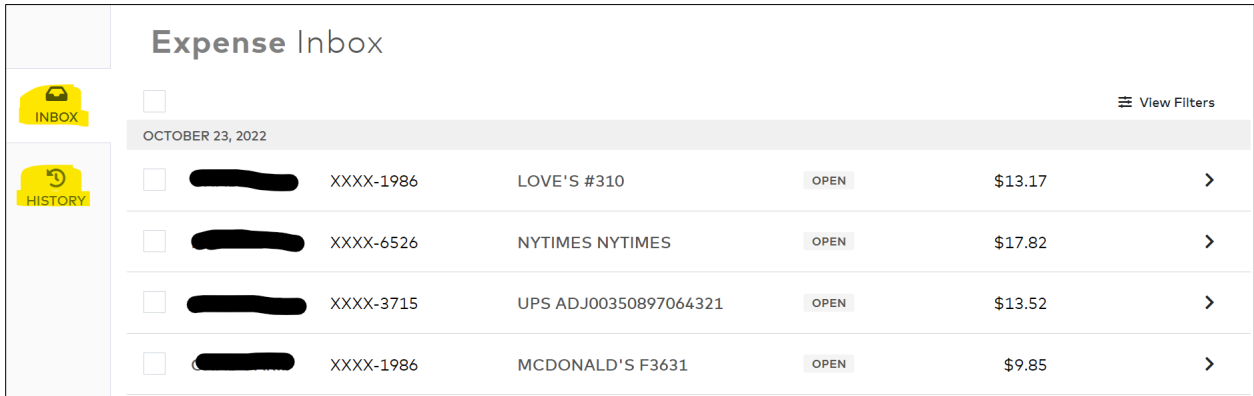 Expense Inbox
INBOX
View Filters
OCTOBER 23, 2022
XXXX-1986 LOVE'S #310 OPEN $13.17
HISTORY
XXXX-6526 NYTIMES NYTIMES OPEN $17.82
XXXX-3715 UPS ADJ00350897064321 OPEN $13.52
XXXX-1986 MCDONALD'S F3631 OPEN $9.85